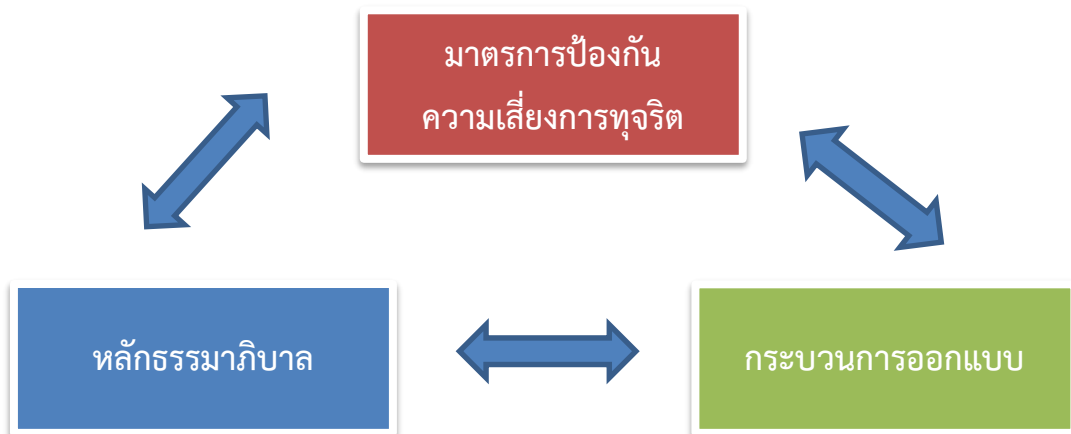 มาตรการป้องกัน
ความเสี่ยงการทุจริต
หลักธรรมาภิบาล
กระบวนการออกแบบ